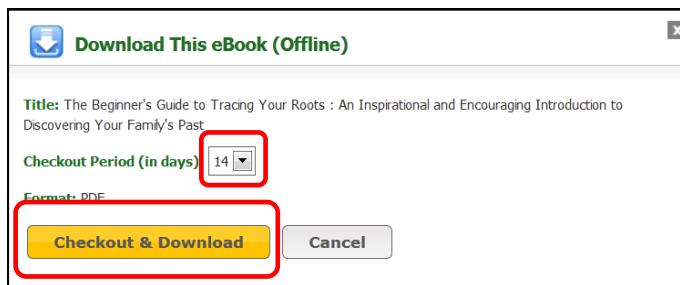 Download This eBook (Offline)
x
Title: The Beginner's Guide to Tracing Your Roots : An Inspirational and Encouraging Introduction to
Discovering Your Family's Past
Checkout Period (in days) 14
Format: PDF
Checkout & Download Cancel